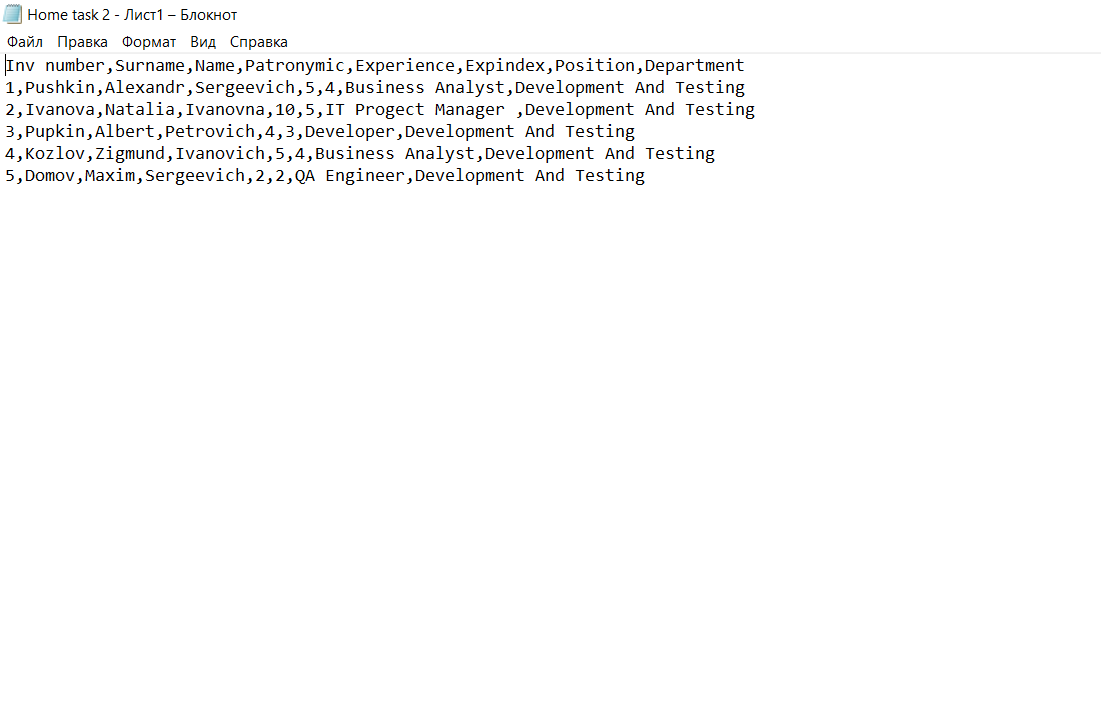 Home task 2 - Лист1 – Блокнот
Файл Правка Формат Вид Справка
Inv number,Surname,Name,Patronymic,Experience,Expindex,Position,Department
1,Pushkin,Alexandr,Sergeevich,5,4,Business Analyst,Development And Testing
2,Ivanova,Natalia,Ivanovna,10,5,IT Progect Manager ,Development And Testing
3,Pupkin,Albert,Petrovich,4,3,Developer,Development And Testing
4,Kozlov,Zigmund,Ivanovich,5,4,Business Analyst,Development And Testing
5,Domov,Maxim,Sergeevich,2,2,QA Engineer,Development And Testing